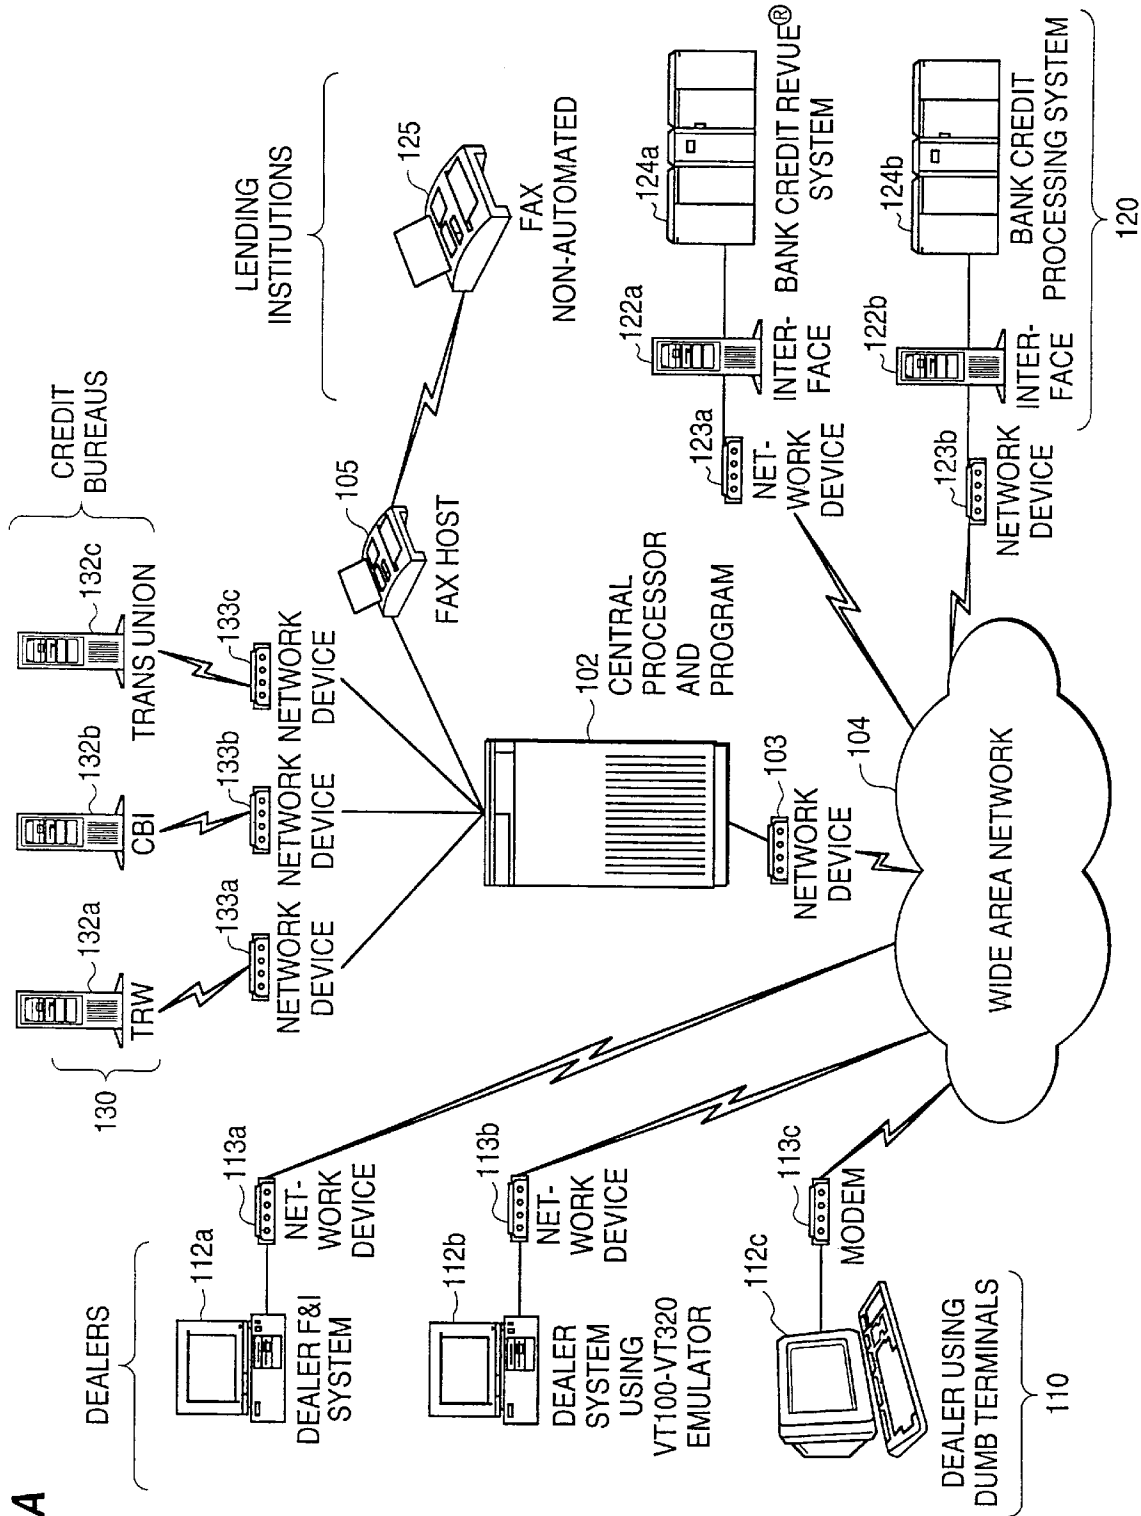 A
DEALERS
112a
113a
DEALER F&I
SYSTEM
NET-
WORK
DEVICE
112b
113b
DEALER
SYSTEM
USING
VT100-VT320
EMULATOR
NET-
WORK
DEVICE
112c
113c
MODEM
DEALER USING
DUMB TERMINALS
110
130
CREDIT
BUREAUS
132a
TRW
133a
NETWORK
DEVICE
132b
CBI
133b
NETWORK
DEVICE
132c
TRANS UNION
133c
NETWORK
DEVICE
105
FAX HOST
102
CENTRAL
PROCESSOR
AND
PROGRAM
103
NETWORK
DEVICE
104
WIDE AREA NETWORK
LENDING
INSTITUTIONS
125
FAX
NON-AUTOMATED
123a
NET-
WORK
DEVICE
122a
INTER-
FACE
124a
BANK CREDIT REVUE®
SYSTEM
123b
NETWORK
DEVICE
122b
INTER-
FACE
124b
BANK CREDIT
PROCESSING SYSTEM
120